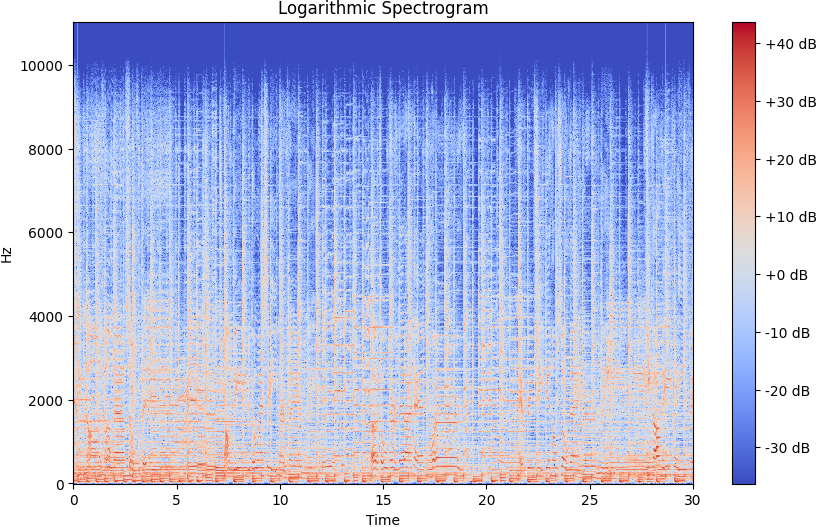 Logarithmic Spectrogram
Hz
10000
8000
6000
4000
2000
0
0 5 10 15 20 25 30
Time
+40 dB
+30 dB
+20 dB
+10 dB
+0 dB
-10 dB
-20 dB
-30 dB